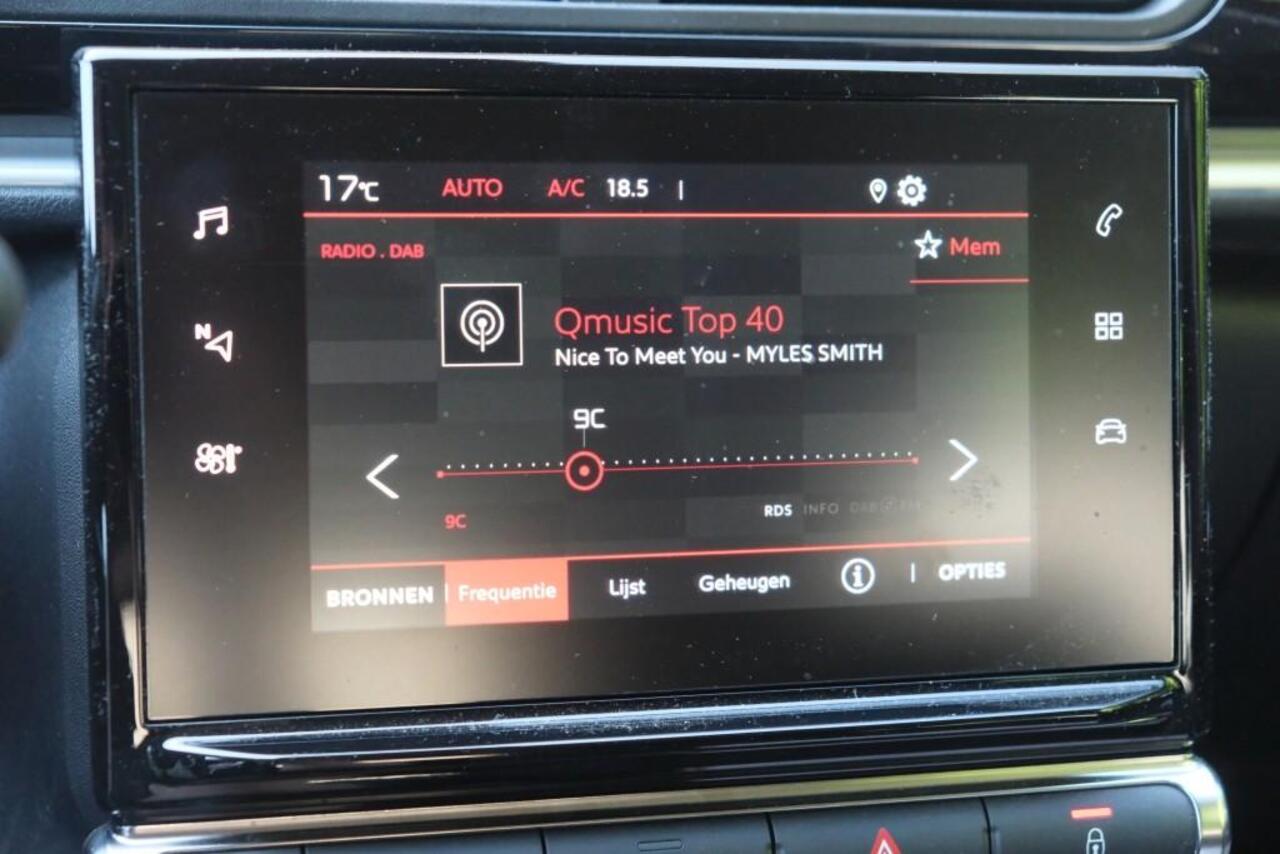 17°C AUTO A/C 18.5 |
RADIO . DAB
Mem
N
Qmusic Top 40
Nice To Meet You - MYLES SMITH
9C
9C
RDS INFO
BRONNEN | Frequentie Lijst Geheugen i | OPTIES